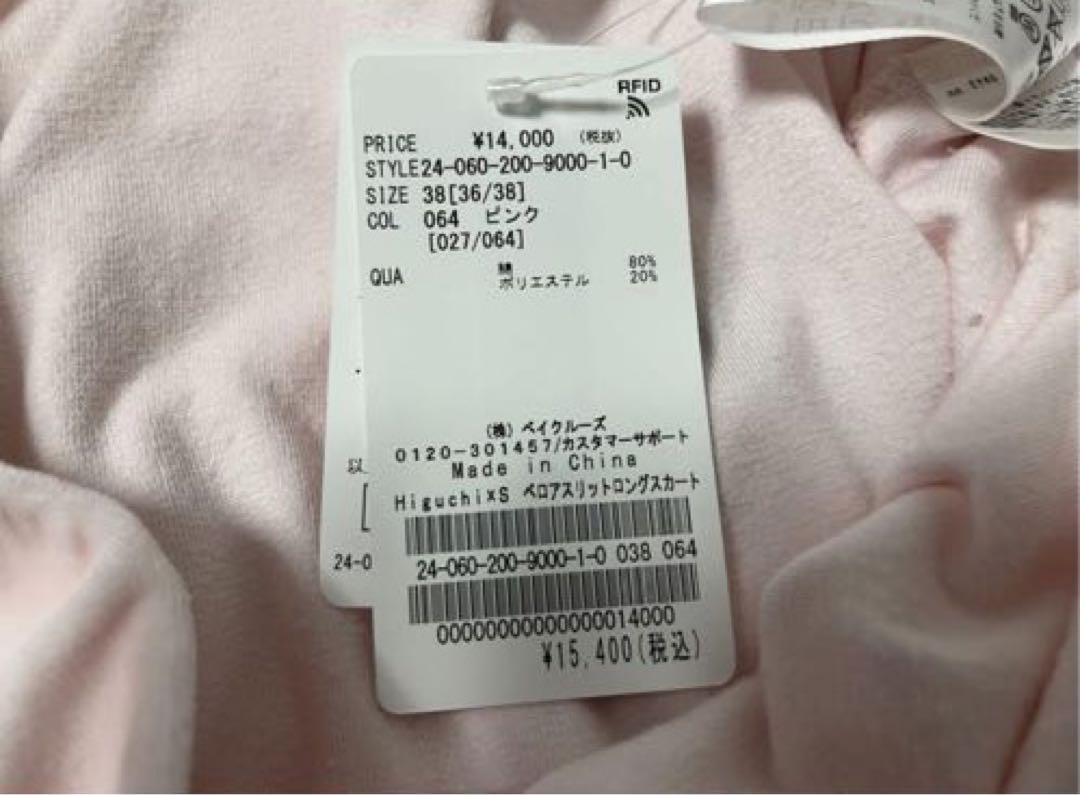 RFID
PRICE ¥14,000 (税抜)
STYLE24-060-200-9000-1-0
SIZE 38[36/38]
COL 064 ピンク
[027/064]
QUA 綿 80%
ポリエステル 20%
(株) ベイクルーズ
0120-301457/カスタマーサポート
Made in China
HiguchixS ベロアスリットロングスカート
24-060-200-9000-1-0 038 064
00000000000000014000
¥15,400(税込)
以
24-0